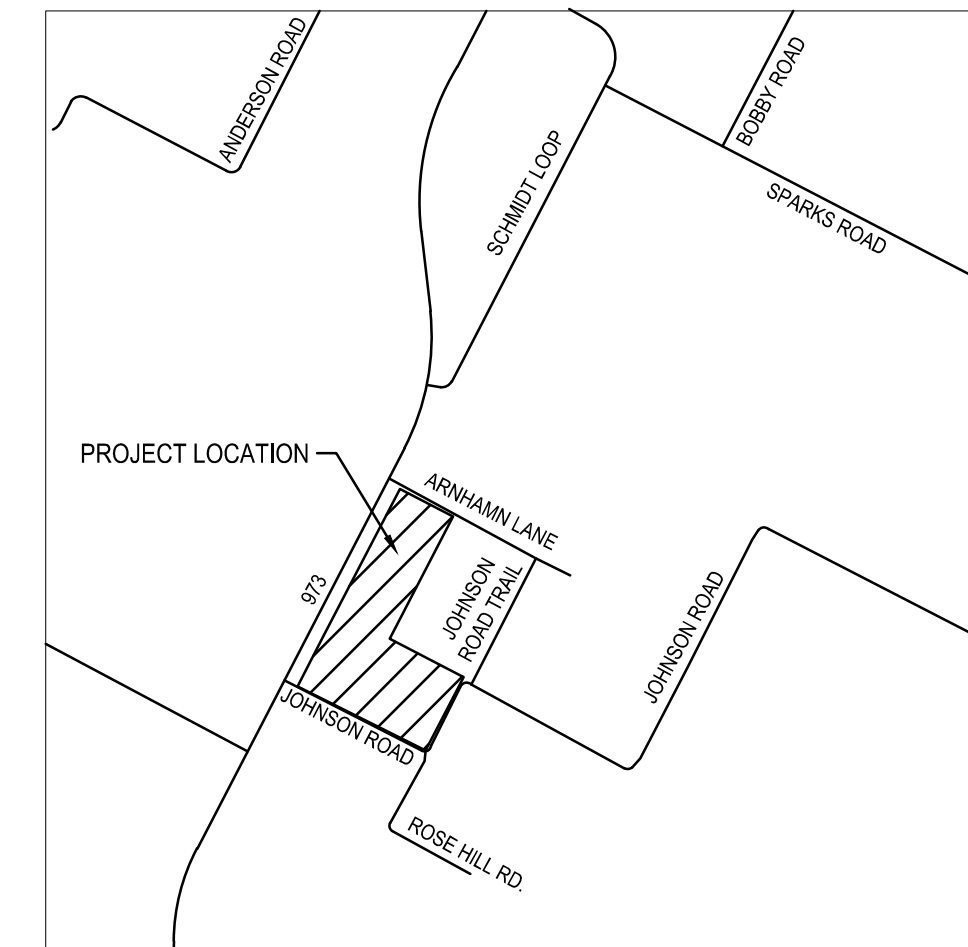 ANDERSON ROAD
BOBBY ROAD
SCHMIDT LOOP
SPARKS ROAD
PROJECT LOCATION
ARNHAMN LANE
973
JOHNSON
ROAD TRAIL
JOHNSON ROAD
JOHNSON ROAD
ROSE HILL RD.